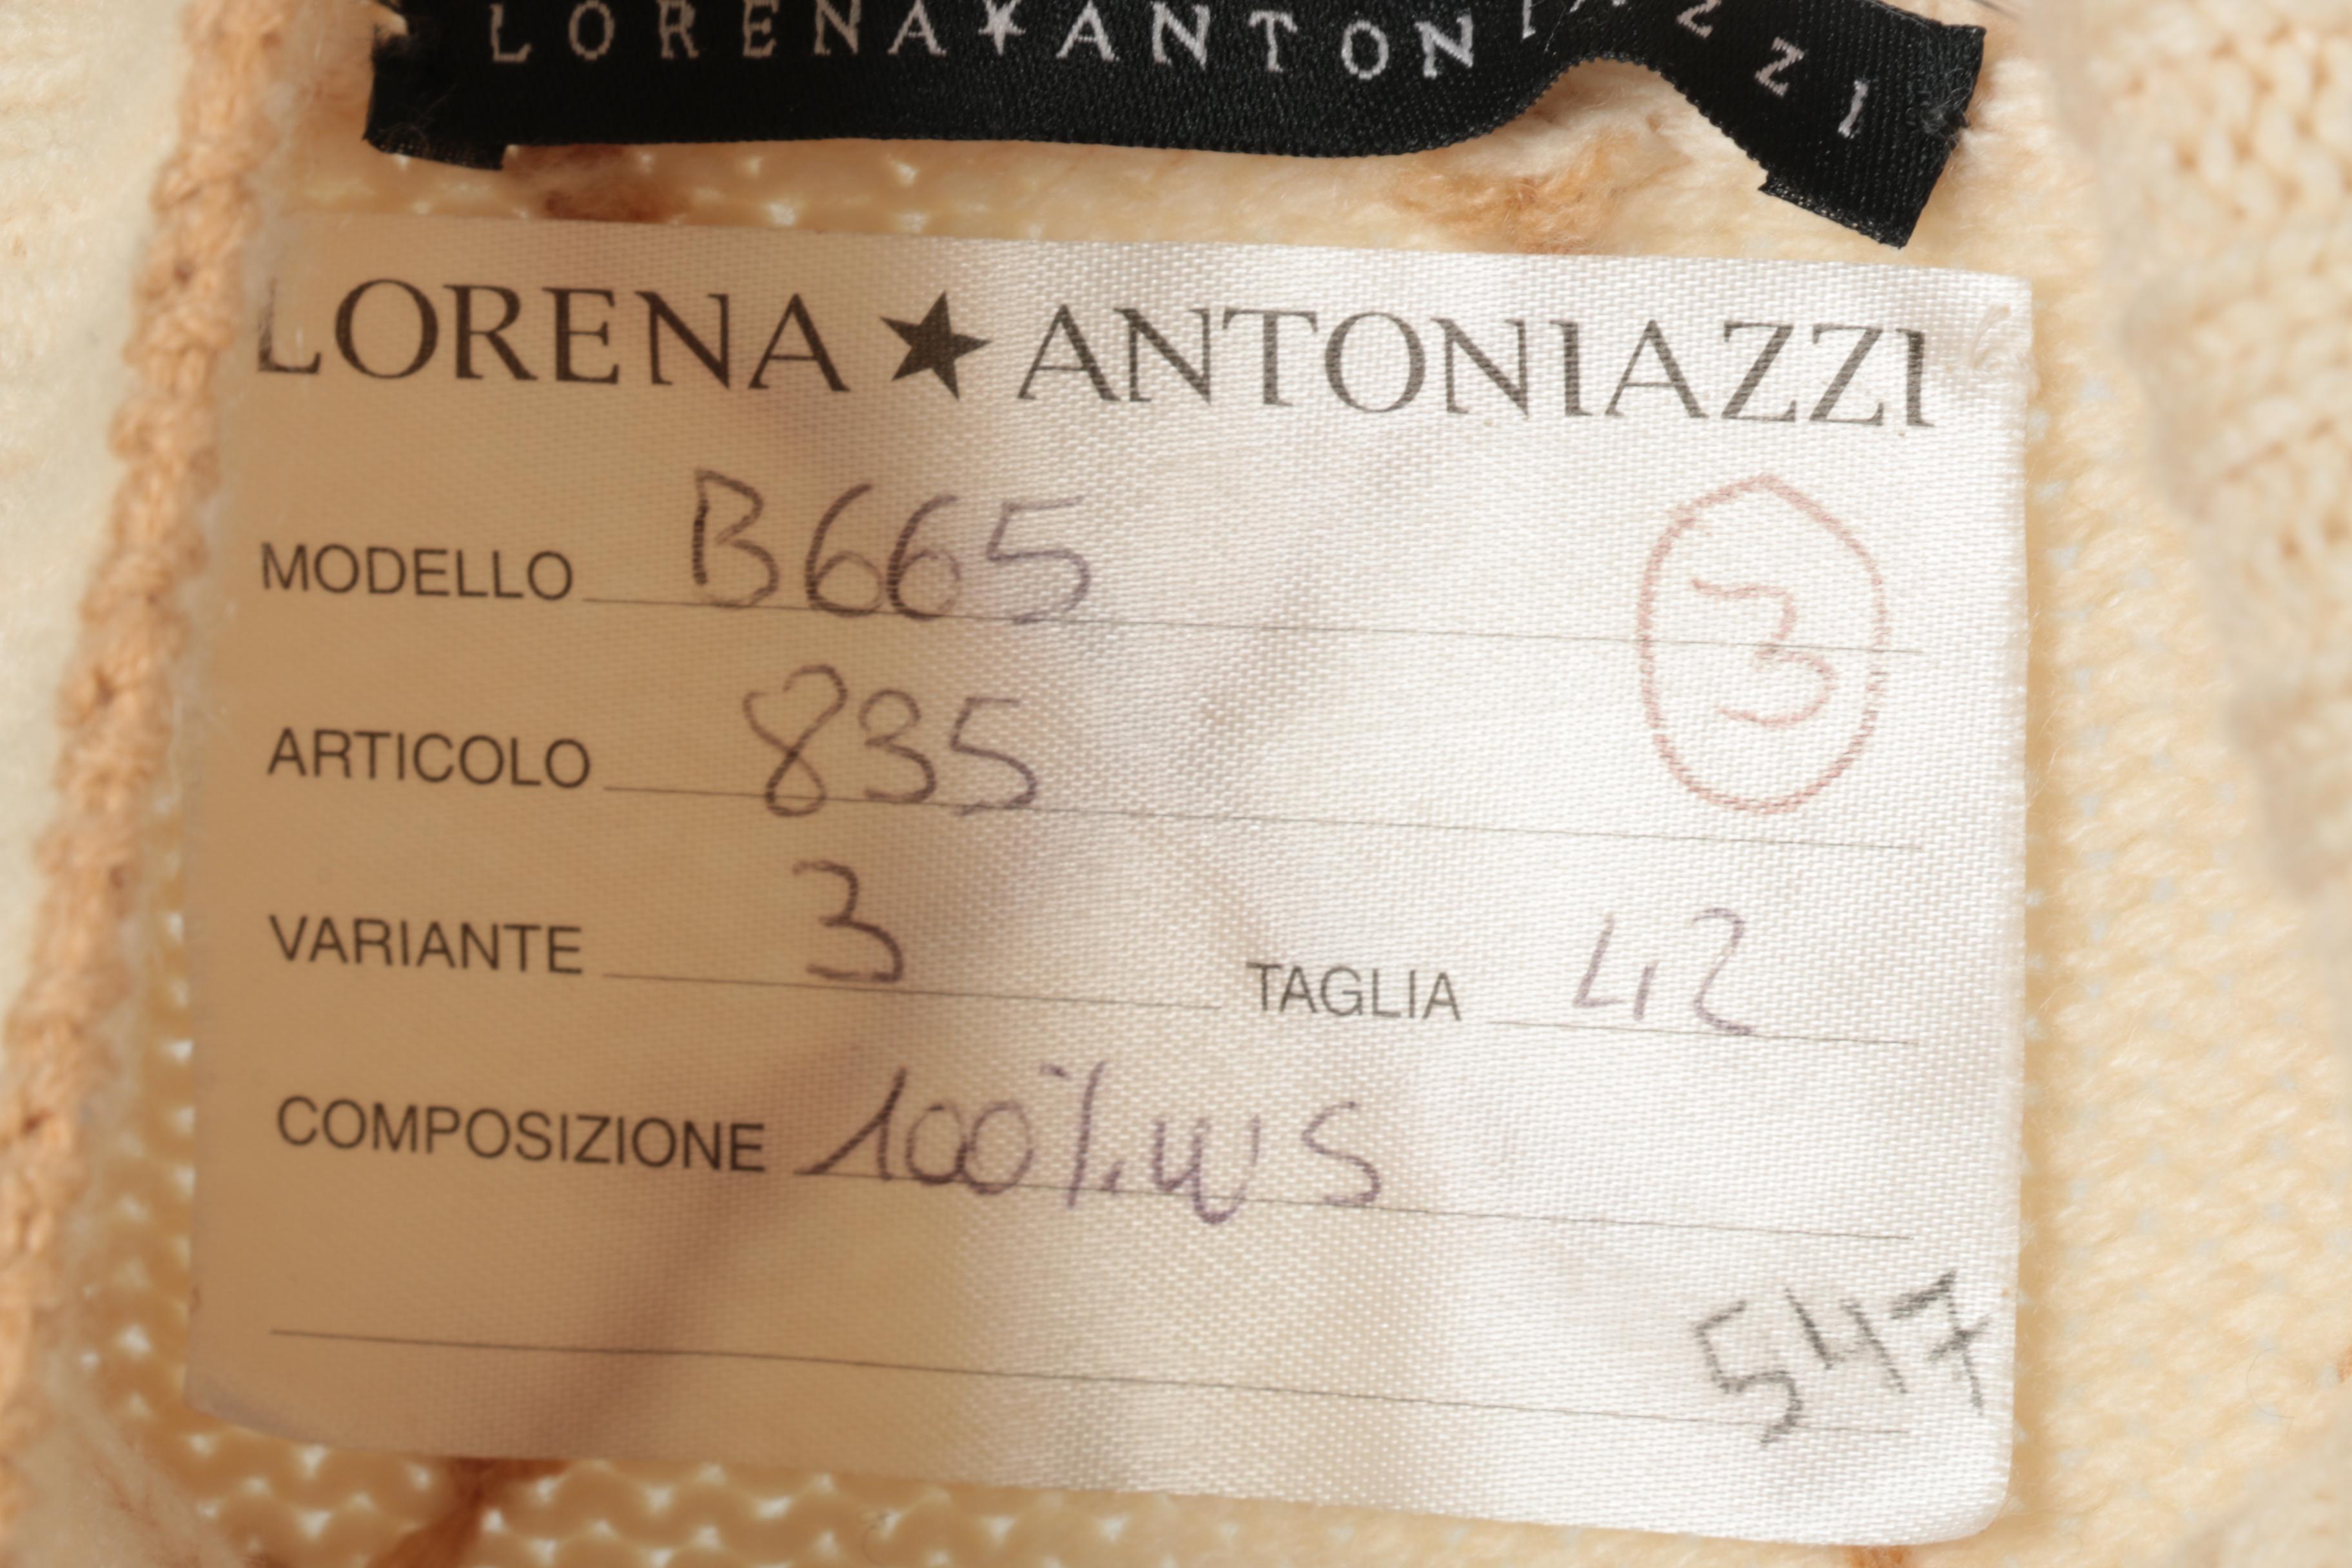 LORENA★ANTONIAZZI
LORENA★ANTONIAZZI
MODELLO B665
3
ARTICOLO 835
VARIANTE 3 TAGLIA 42
COMPOSIZIONE 100% WS
547